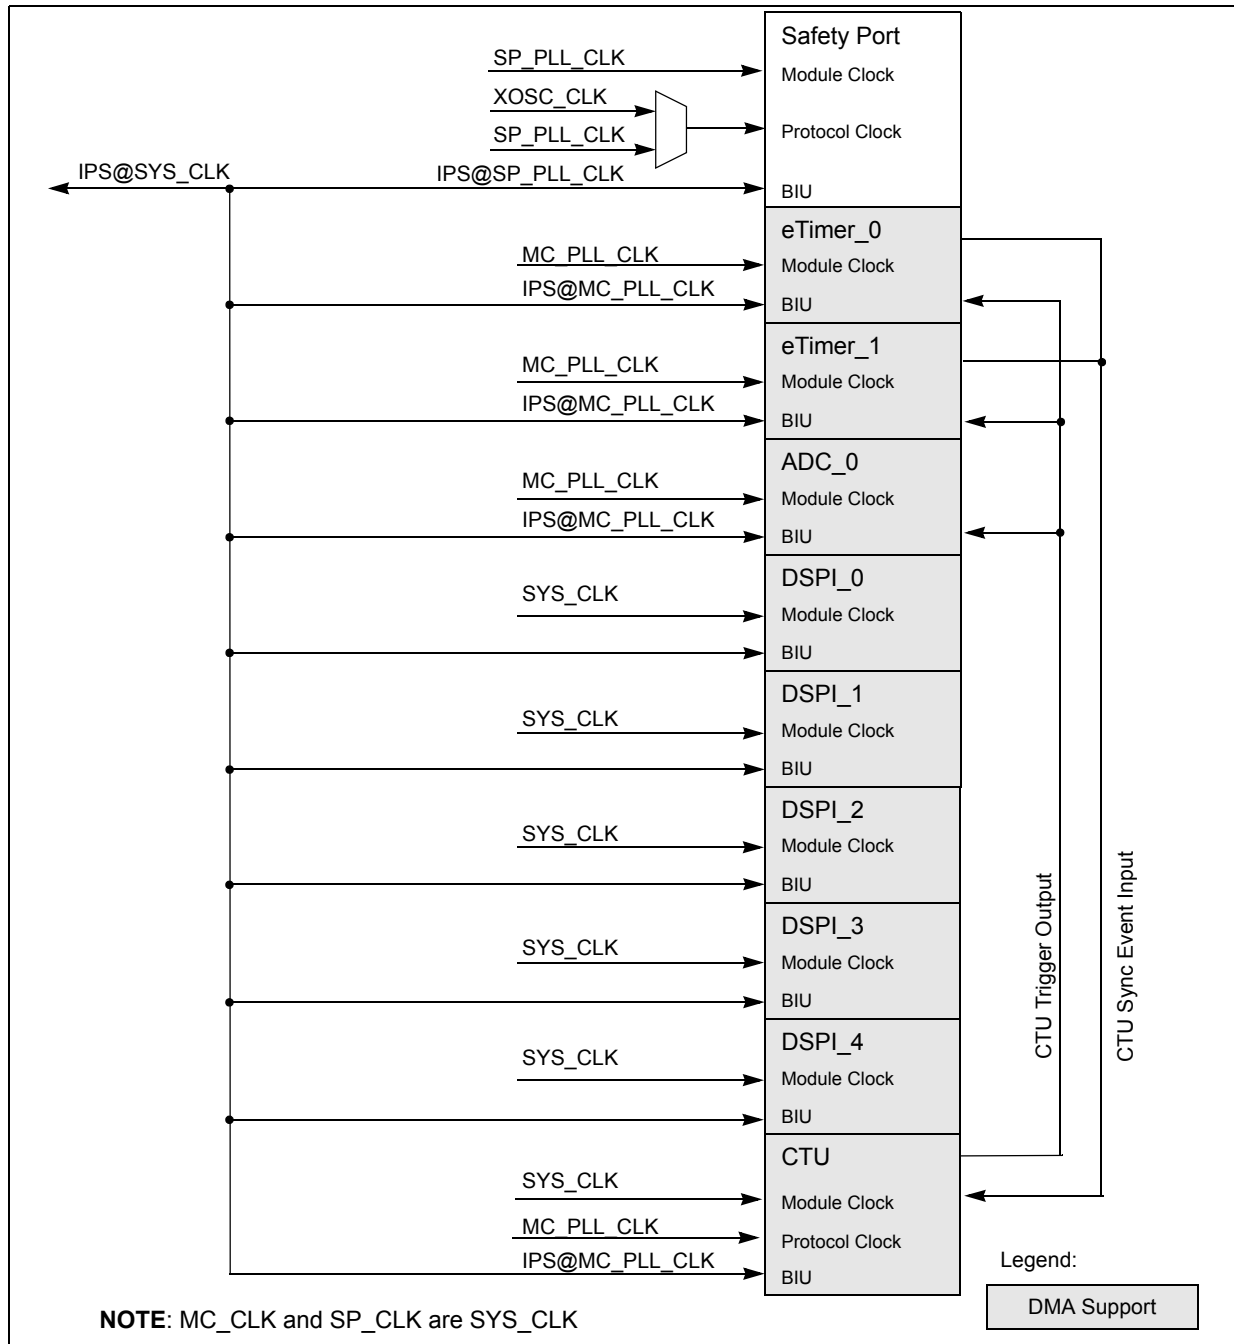 Safety Port
SP_PLL_CLK
Module Clock
XOSC_CLK
SP_PLL_CLK
Protocol Clock
IPS@SYS_CLK
IPS@SP_PLL_CLK
BIU
eTimer_0
MC_PLL_CLK
Module Clock
IPS@MC_PLL_CLK
BIU
eTimer_1
MC_PLL_CLK
Module Clock
IPS@MC_PLL_CLK
BIU
ADC_0
MC_PLL_CLK
Module Clock
IPS@MC_PLL_CLK
BIU
DSPI_0
SYS_CLK
Module Clock
BIU
DSPI_1
SYS_CLK
Module Clock
BIU
DSPI_2
SYS_CLK
Module Clock
BIU
DSPI_3
SYS_CLK
Module Clock
BIU
DSPI_4
SYS_CLK
Module Clock
BIU
CTU
SYS_CLK
Module Clock
MC_PLL_CLK
Protocol Clock
IPS@MC_PLL_CLK
BIU
CTU Trigger Output
CTU Sync Event Input
Legend:
DMA Support
NOTE: MC_CLK and SP_CLK are SYS_CLK